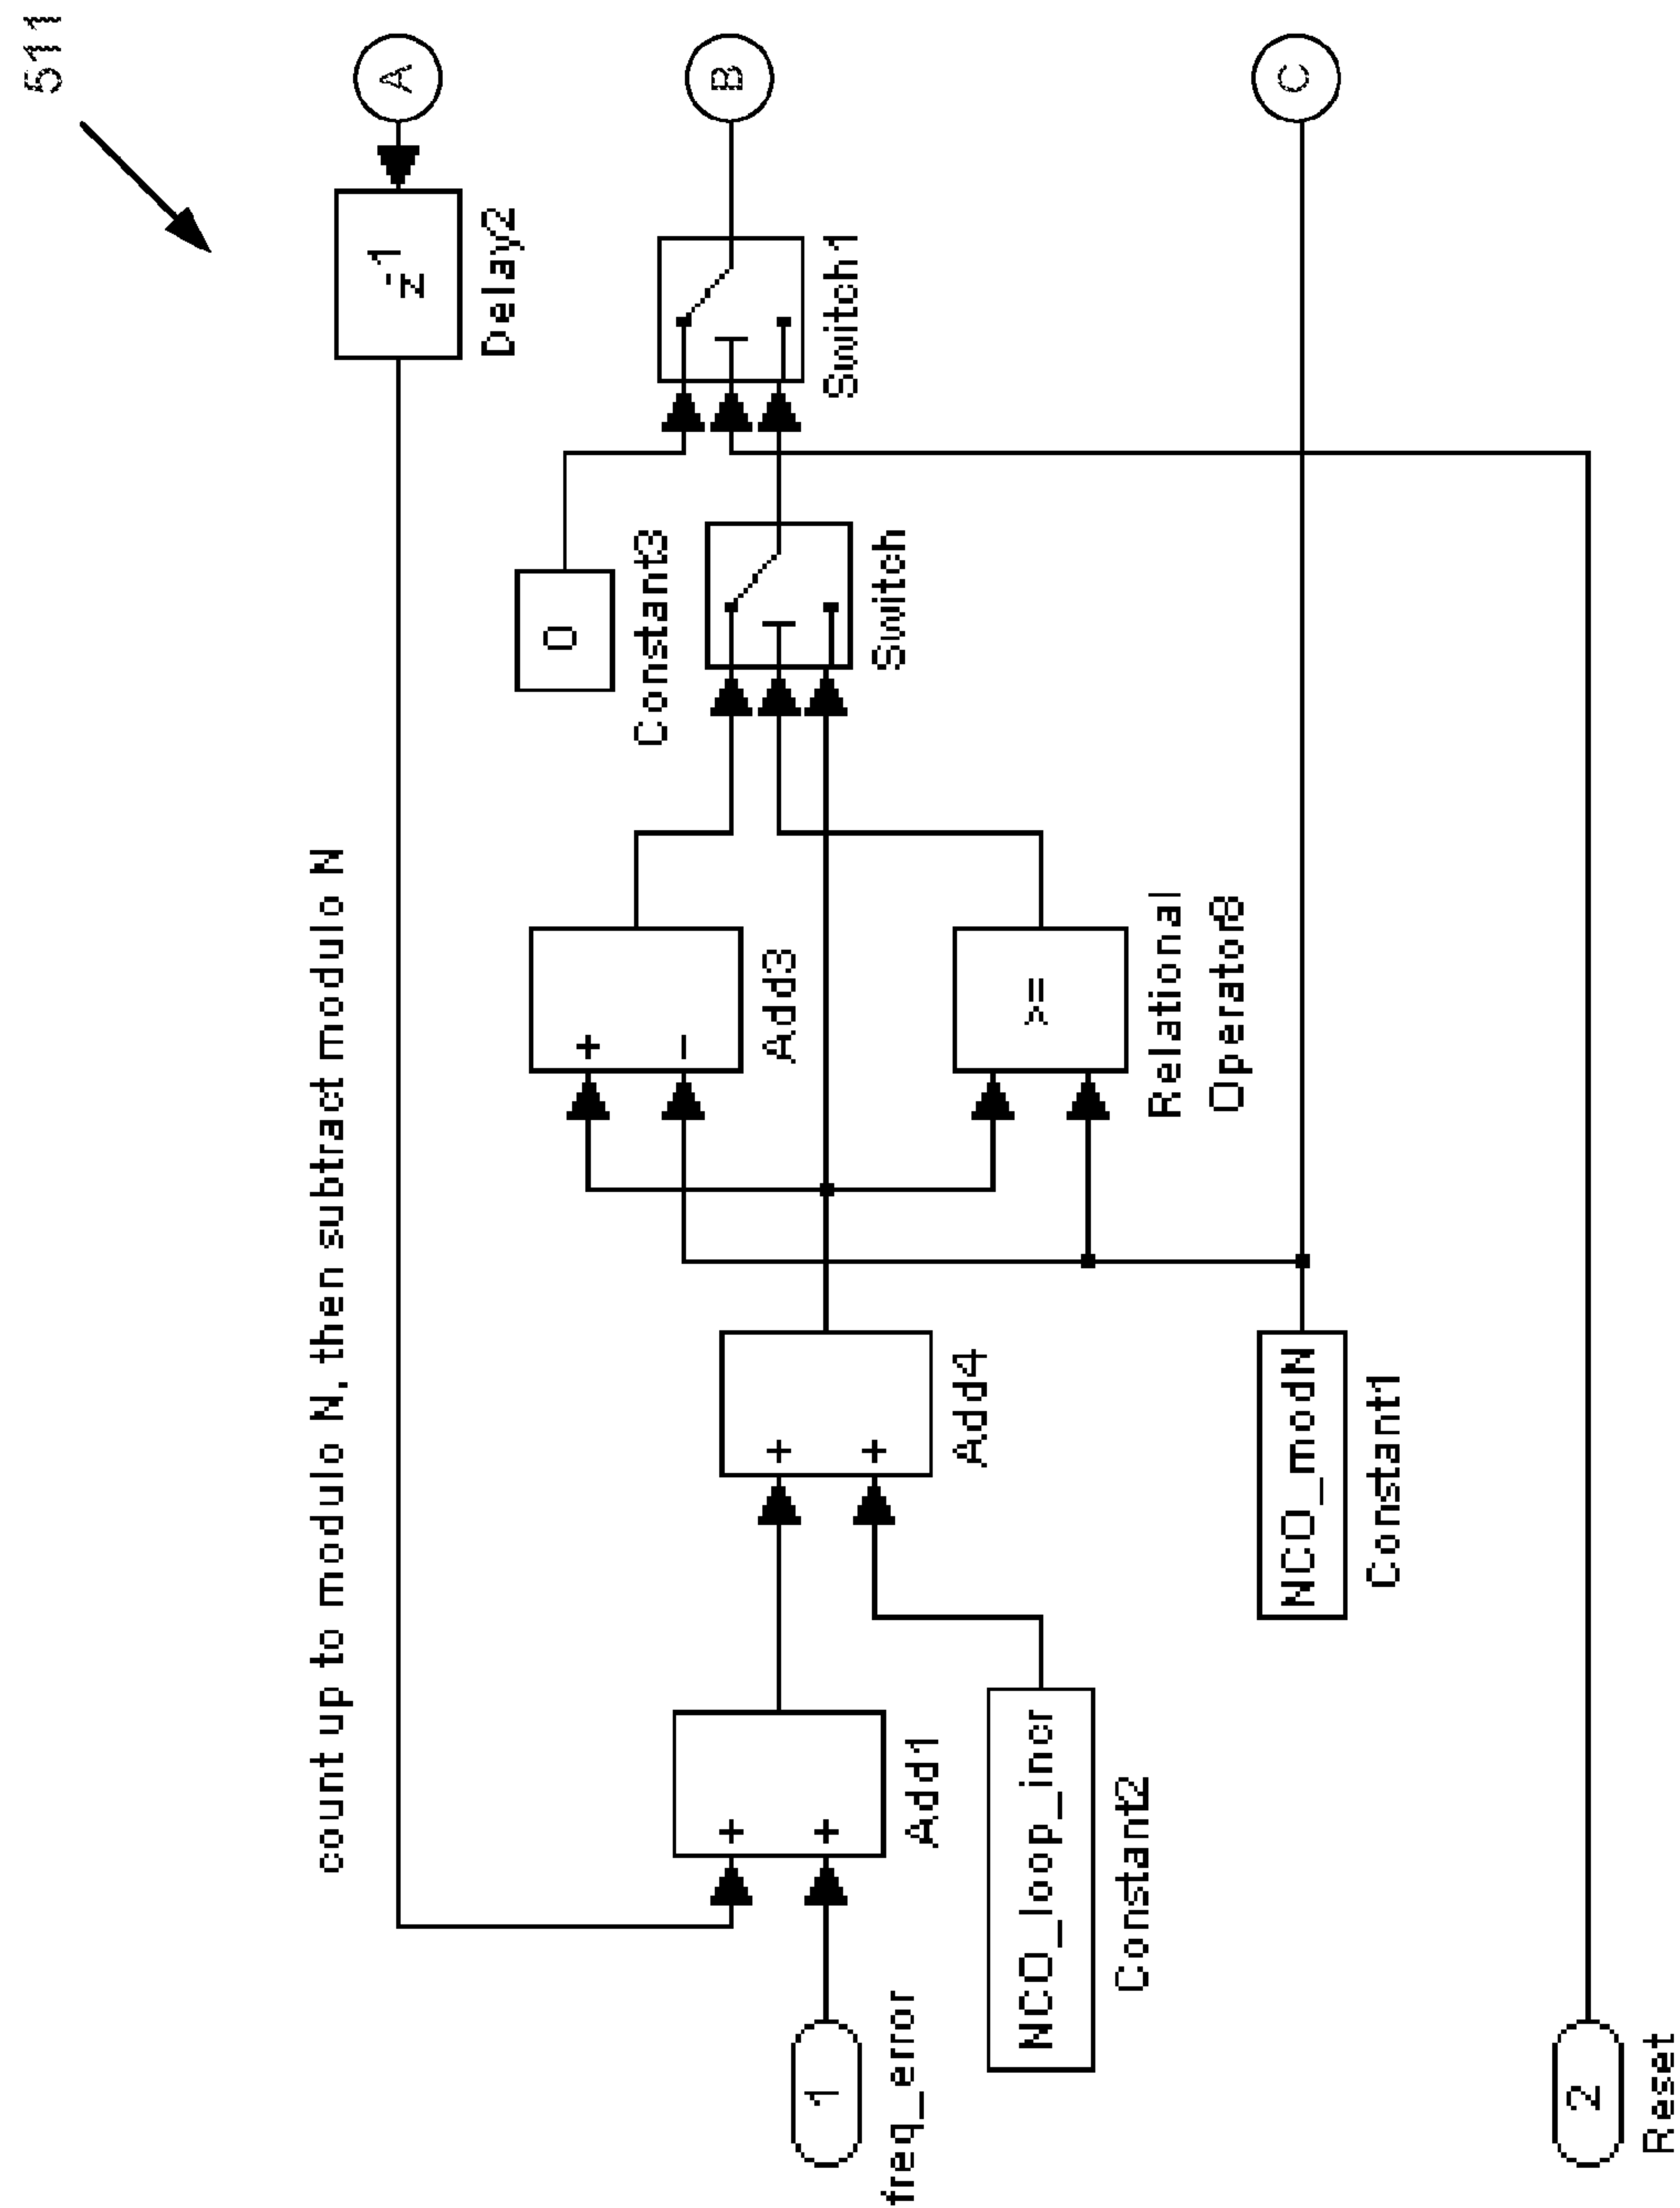 511
count up to modulo N, then subtract modulo N
A
z-1
Delay2
B
0
Constant3
Switch1
Switch
+
-
Add3
>=
Relational
Operator8
+
+
Add4
+
+
Add1
1
freq_error
NCO_loop_incr
Constant2
NCO_modN
Constant1
C
2
Reset